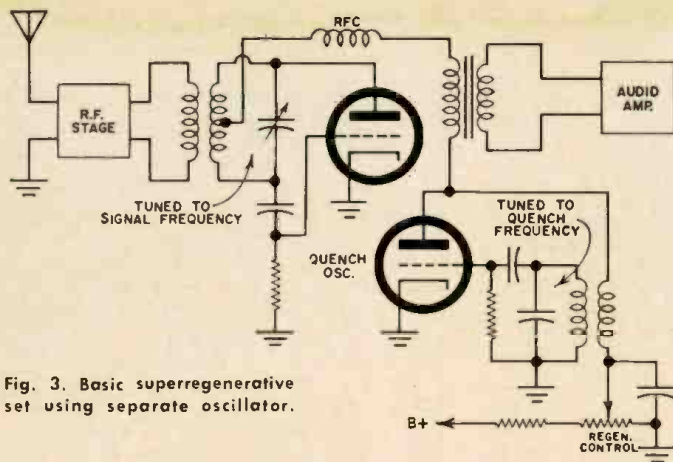 RFC
R.F.
STAGE
AUDIO
AMP.
TUNED TO
SIGNAL FREQUENCY
TUNED TO
QUENCH
FREQUENCY
QUENCH
OSC.
Fig. 3. Basic superregenerative
set using separate oscillator.
B+
REGEN.
CONTROL